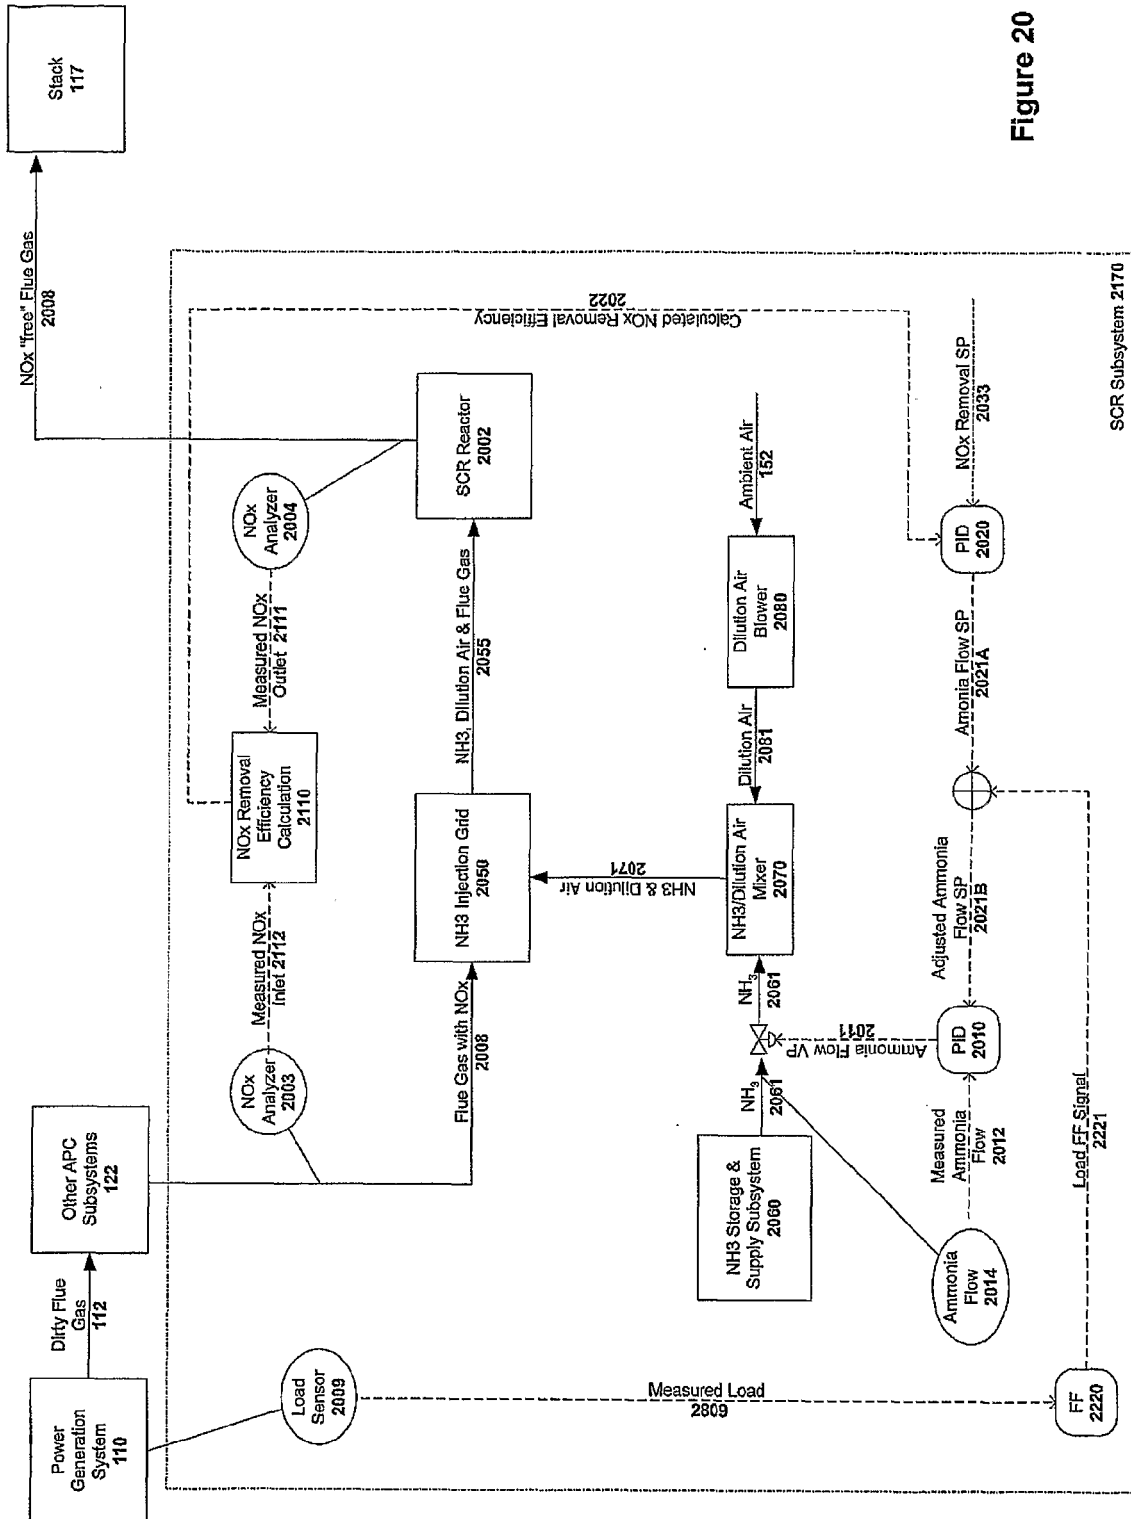 Power
Generation
System
110
Dirty Flue
Gas
112
Other APC
Subsystems
122
NOx "free" Flue Gas
2008
Stack
117
Load
Sensor
2009
NOx
Analyzer
2003
Measured NOx
Inlet 2112
NOx Removal
Efficiency
Calculation
2110
Measured NOx
Outlet 2111
NOx
Analyzer
2004
Flue Gas with NOx
2008
NH3 Injection Grid
2050
NH3, Dilution Air & Flue Gas
2055
SCR Reactor
2002
Calculated NOx Removal Efficiency
2022
NH3 & Dilution Air
2071
Measured Load
2809
NH3 Storage &
Supply Subsystem
2060
NH3
2061
NH3
2061
NH3/Dilution Air
Mixer
2070
Dilution Air
2081
Dilution Air
Blower
2080
Ambient Air
152
Ammonia Flow VP
2011
Ammonia
Flow
2014
Measured
Ammonia
Flow
2012
PID
2010
Adjusted Ammonia
Flow SP
2021B
Amonia Flow SP
2021A
PID
2020
NOx Removal SP
2033
FF
2220
Load FF Signal
2221
SCR Subsystem 2170
Figure 20